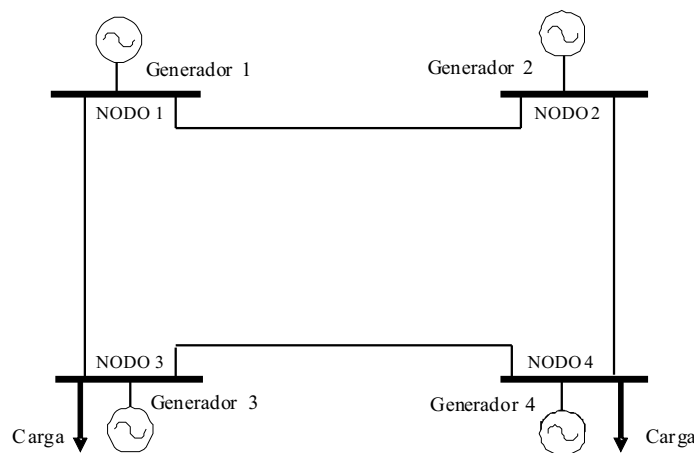 Generador 1
Generador 2
NODO 1
NODO 2
NODO 3
NODO 4
Generador 3
Generador 4
Carga
Carga